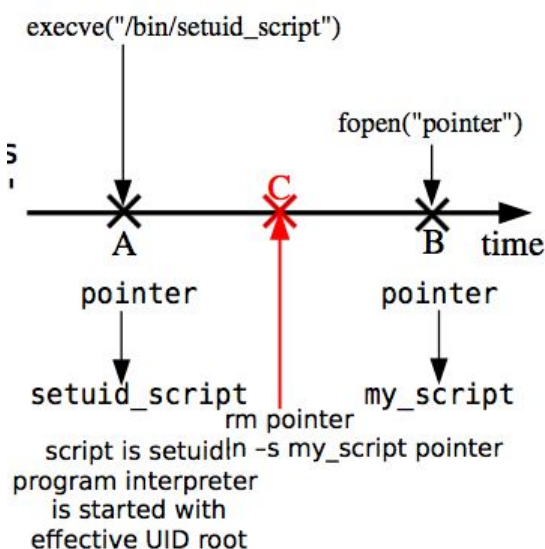 execve("/bin/setuid_script")
fopen("pointer")
s
-
C
A
B
time
pointer
pointer
setuid_script
my_script
rm pointer
ln -s my_script pointer
script is setuid!
program interpreter
is started with
effective UID root